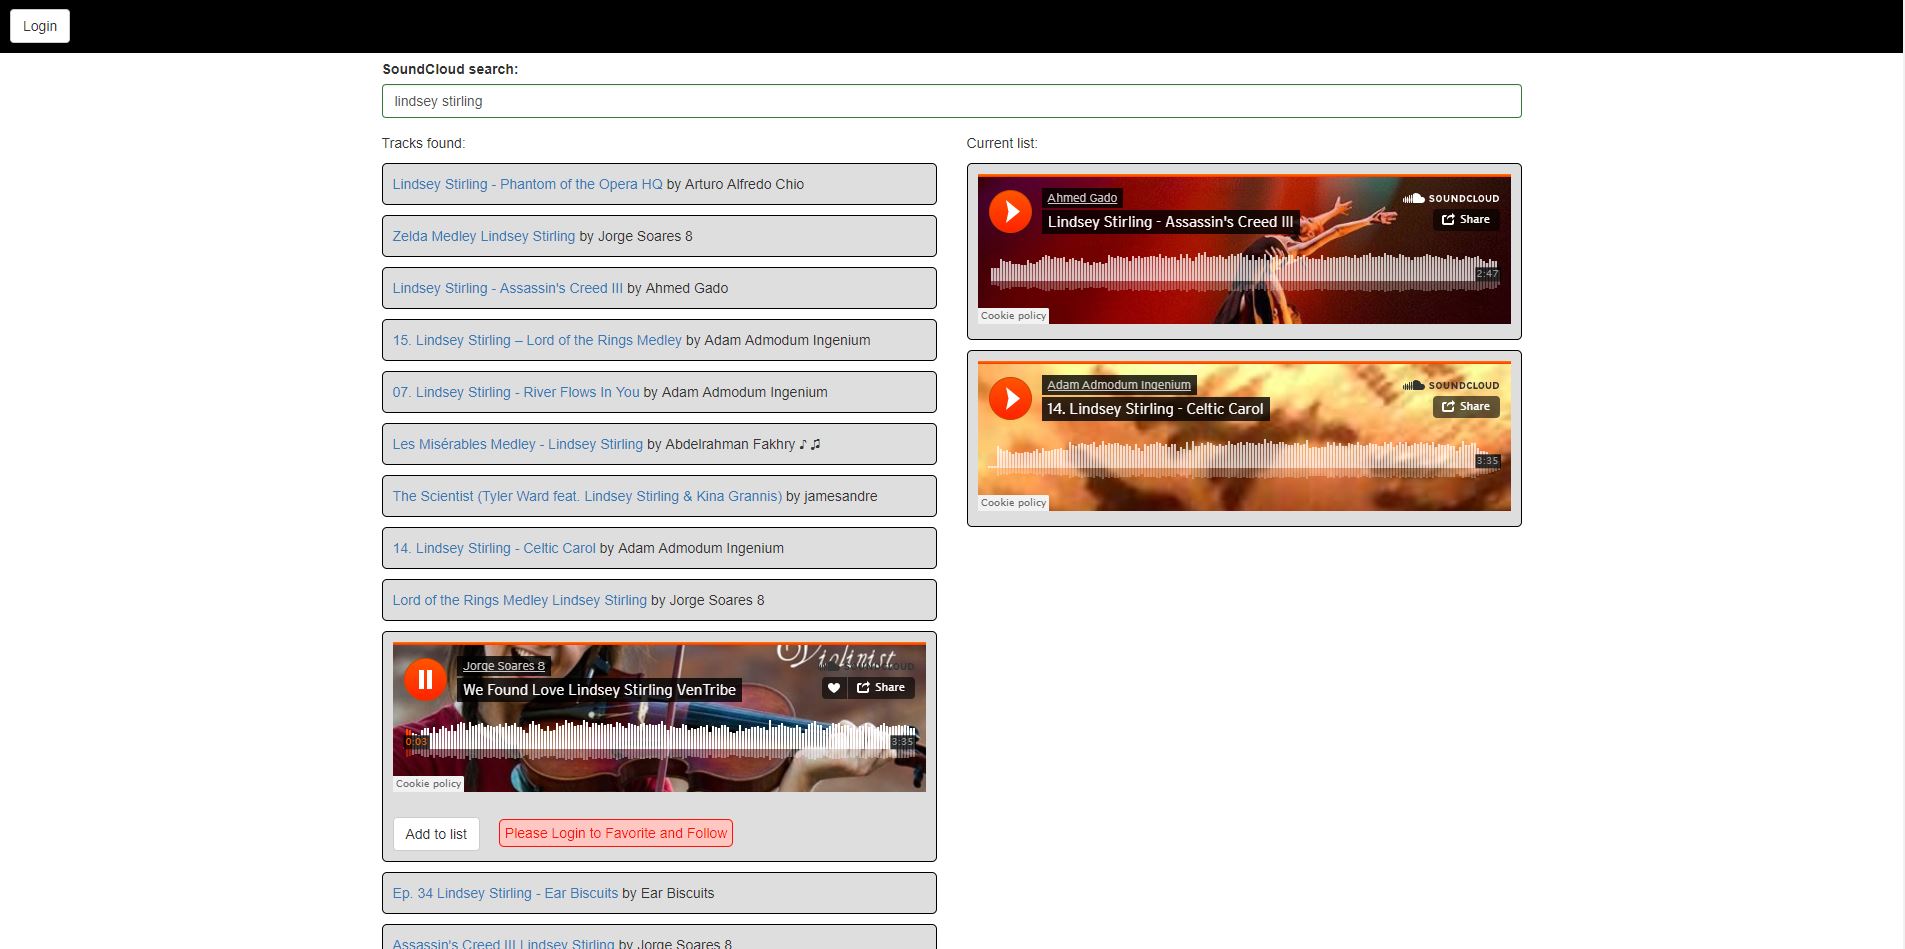 Login
SoundCloud search:
lindsey stirling
Tracks found:
Lindsey Stirling - Phantom of the Opera HQ by Arturo Alfredo Chio
Zelda Medley Lindsey Stirling by Jorge Soares 8
Lindsey Stirling - Assassin's Creed III by Ahmed Gado
15. Lindsey Stirling – Lord of the Rings Medley by Adam Admodum Ingenium
07. Lindsey Stirling - River Flows In You by Adam Admodum Ingenium
Les Misérables Medley - Lindsey Stirling by Abdelrahman Fakhry ♪ ♫
The Scientist (Tyler Ward feat. Lindsey Stirling & Kina Grannis) by jamesandre
14. Lindsey Stirling - Celtic Carol by Adam Admodum Ingenium
Lord of the Rings Medley Lindsey Stirling by Jorge Soares 8
Violinist
Jorge Soares 8
SOUNDCLOUD
We Found Love Lindsey Stirling VenTribe
Share
0:03
3:35
Cookie policy
Add to list
Please Login to Favorite and Follow
Ep. 34 Lindsey Stirling - Ear Biscuits by Ear Biscuits
Assassin's Creed III Lindsey Stirling by Jorge Soares 8
Current list:
Ahmed Gado
SOUNDCLOUD
Lindsey Stirling - Assassin's Creed III
Share
2:47
Cookie policy
Adam Admodum Ingenium
SOUNDCLOUD
14. Lindsey Stirling - Celtic Carol
Share
3:35
Cookie policy